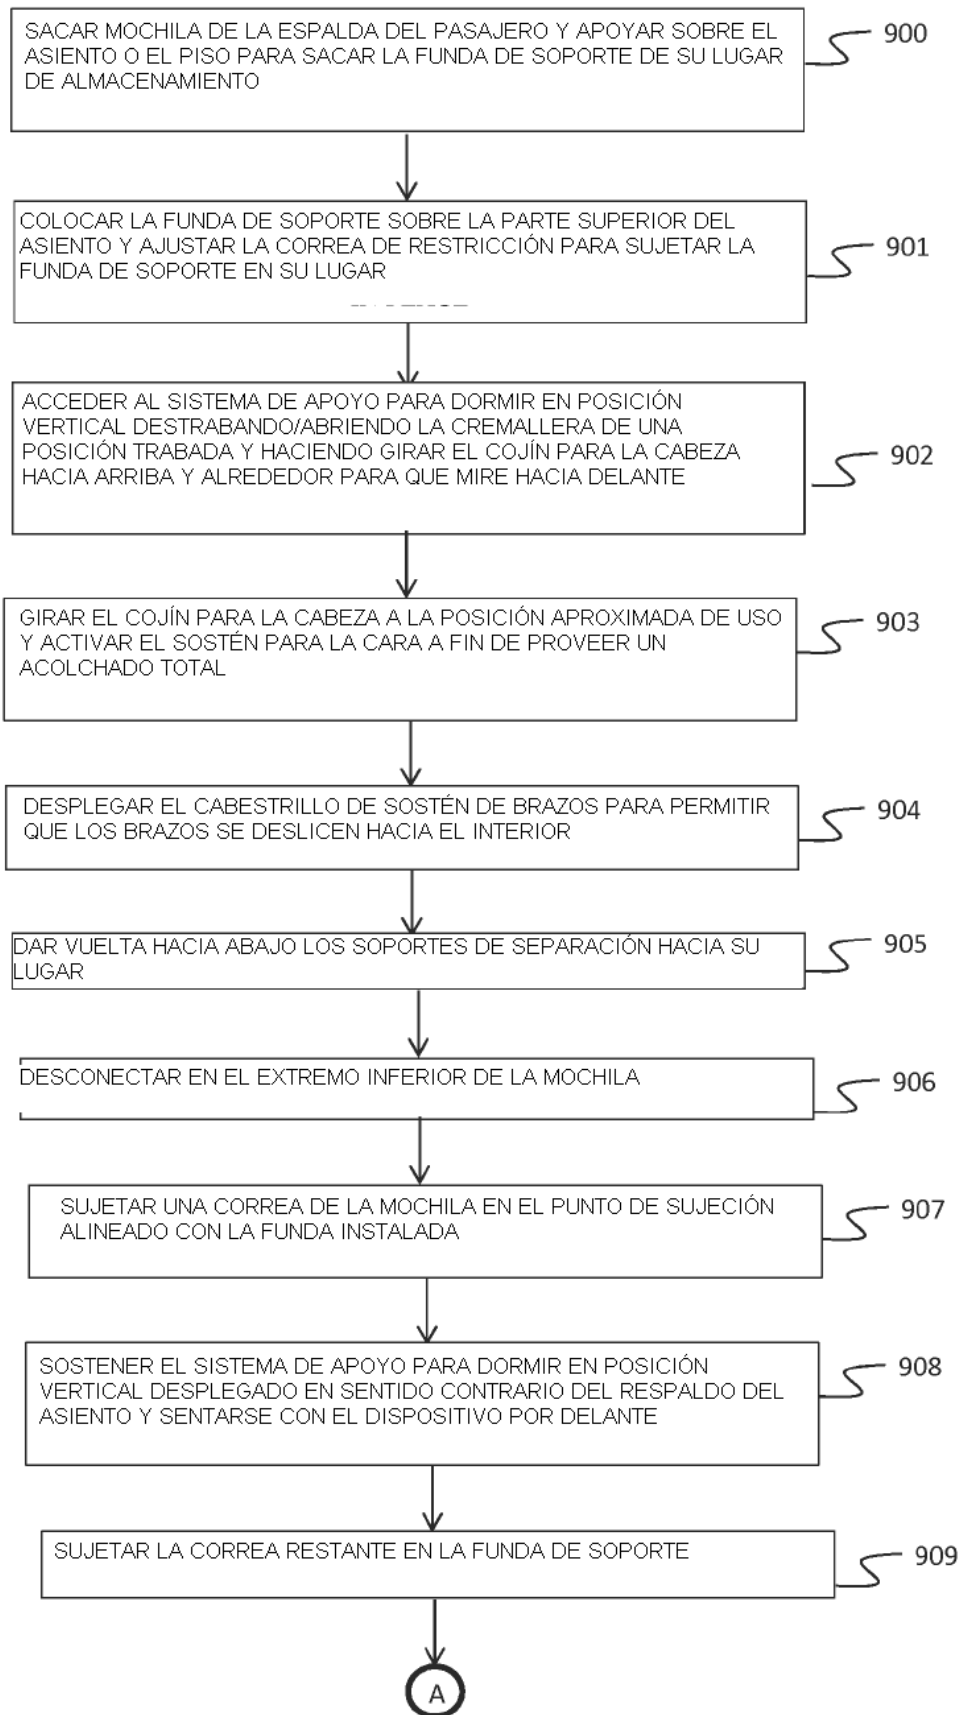 SACAR MOCHILA DE LA ESPALDA DEL PASAJERO Y APOYAR SOBRE EL
ASIENTO O EL PISO PARA SACAR LA FUNDA DE SOPORTE DE SU LUGAR
DE ALMACENAMIENTO
900
COLOCAR LA FUNDA DE SOPORTE SOBRE LA PARTE SUPERIOR DEL
ASIENTO Y AJUSTAR LA CORREA DE RESTRICCIÓN PARA SUJETAR LA
FUNDA DE SOPORTE EN SU LUGAR
901
ACCEDER AL SISTEMA DE APOYO PARA DORMIR EN POSICIÓN
VERTICAL DESTRABANDO/ABRIENDO LA CREMALLERA DE UNA
POSICIÓN TRABADA Y HACIENDO GIRAR EL COJÍN PARA LA CABEZA
HACIA ARRIBA Y ALREDEDOR PARA QUE MIRE HACIA DELANTE
902
GIRAR EL COJÍN PARA LA CABEZA A LA POSICIÓN APROXIMADA DE USO
Y ACTIVAR EL SOSTÉN PARA LA CARA A FIN DE PROVEER UN
ACOLCHADO TOTAL
903
DESPLEGAR EL CABESTRILLO DE SOSTÉN DE BRAZOS PARA PERMITIR
QUE LOS BRAZOS SE DESLICEN HACIA EL INTERIOR
904
DAR VUELTA HACIA ABAJO LOS SOPORTES DE SEPARACIÓN HACIA SU
LUGAR
905
DESCONECTAR EN EL EXTREMO INFERIOR DE LA MOCHILA
906
SUJETAR UNA CORREA DE LA MOCHILA EN EL PUNTO DE SUJECIÓN
ALINEADO CON LA FUNDA INSTALADA
907
SOSTENER EL SISTEMA DE APOYO PARA DORMIR EN POSICIÓN
VERTICAL DESPLEGADO EN SENTIDO CONTRARIO DEL RESPALDO DEL
ASIENTO Y SENTARSE CON EL DISPOSITIVO POR DELANTE
908
SUJETAR LA CORREA RESTANTE EN LA FUNDA DE SOPORTE
909
A